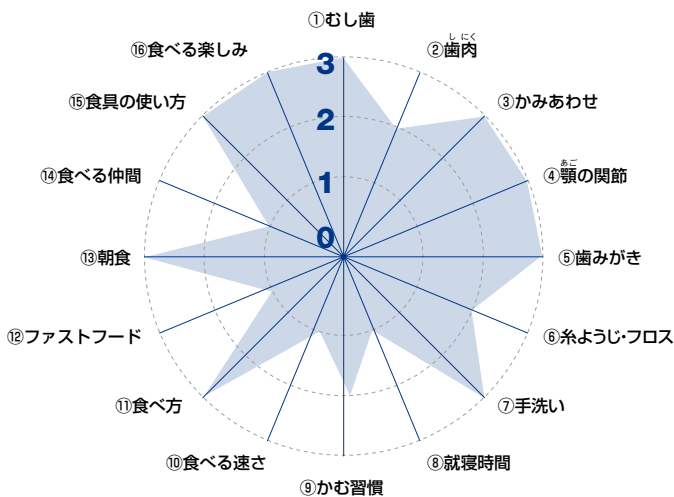 ①むし歯
②歯肉
しにく
③かみあわせ
④顎の関節
あご
⑤歯みがき
⑥糸ようじ・フロス
⑦手洗い
⑧就寝時間
⑨かむ習慣
⑩食べる速さ
⑪食べ方
⑫ファストフード
⑬朝食
⑭食べる仲間
⑮食具の使い方
⑯食べる楽しみ
3
2
1
0